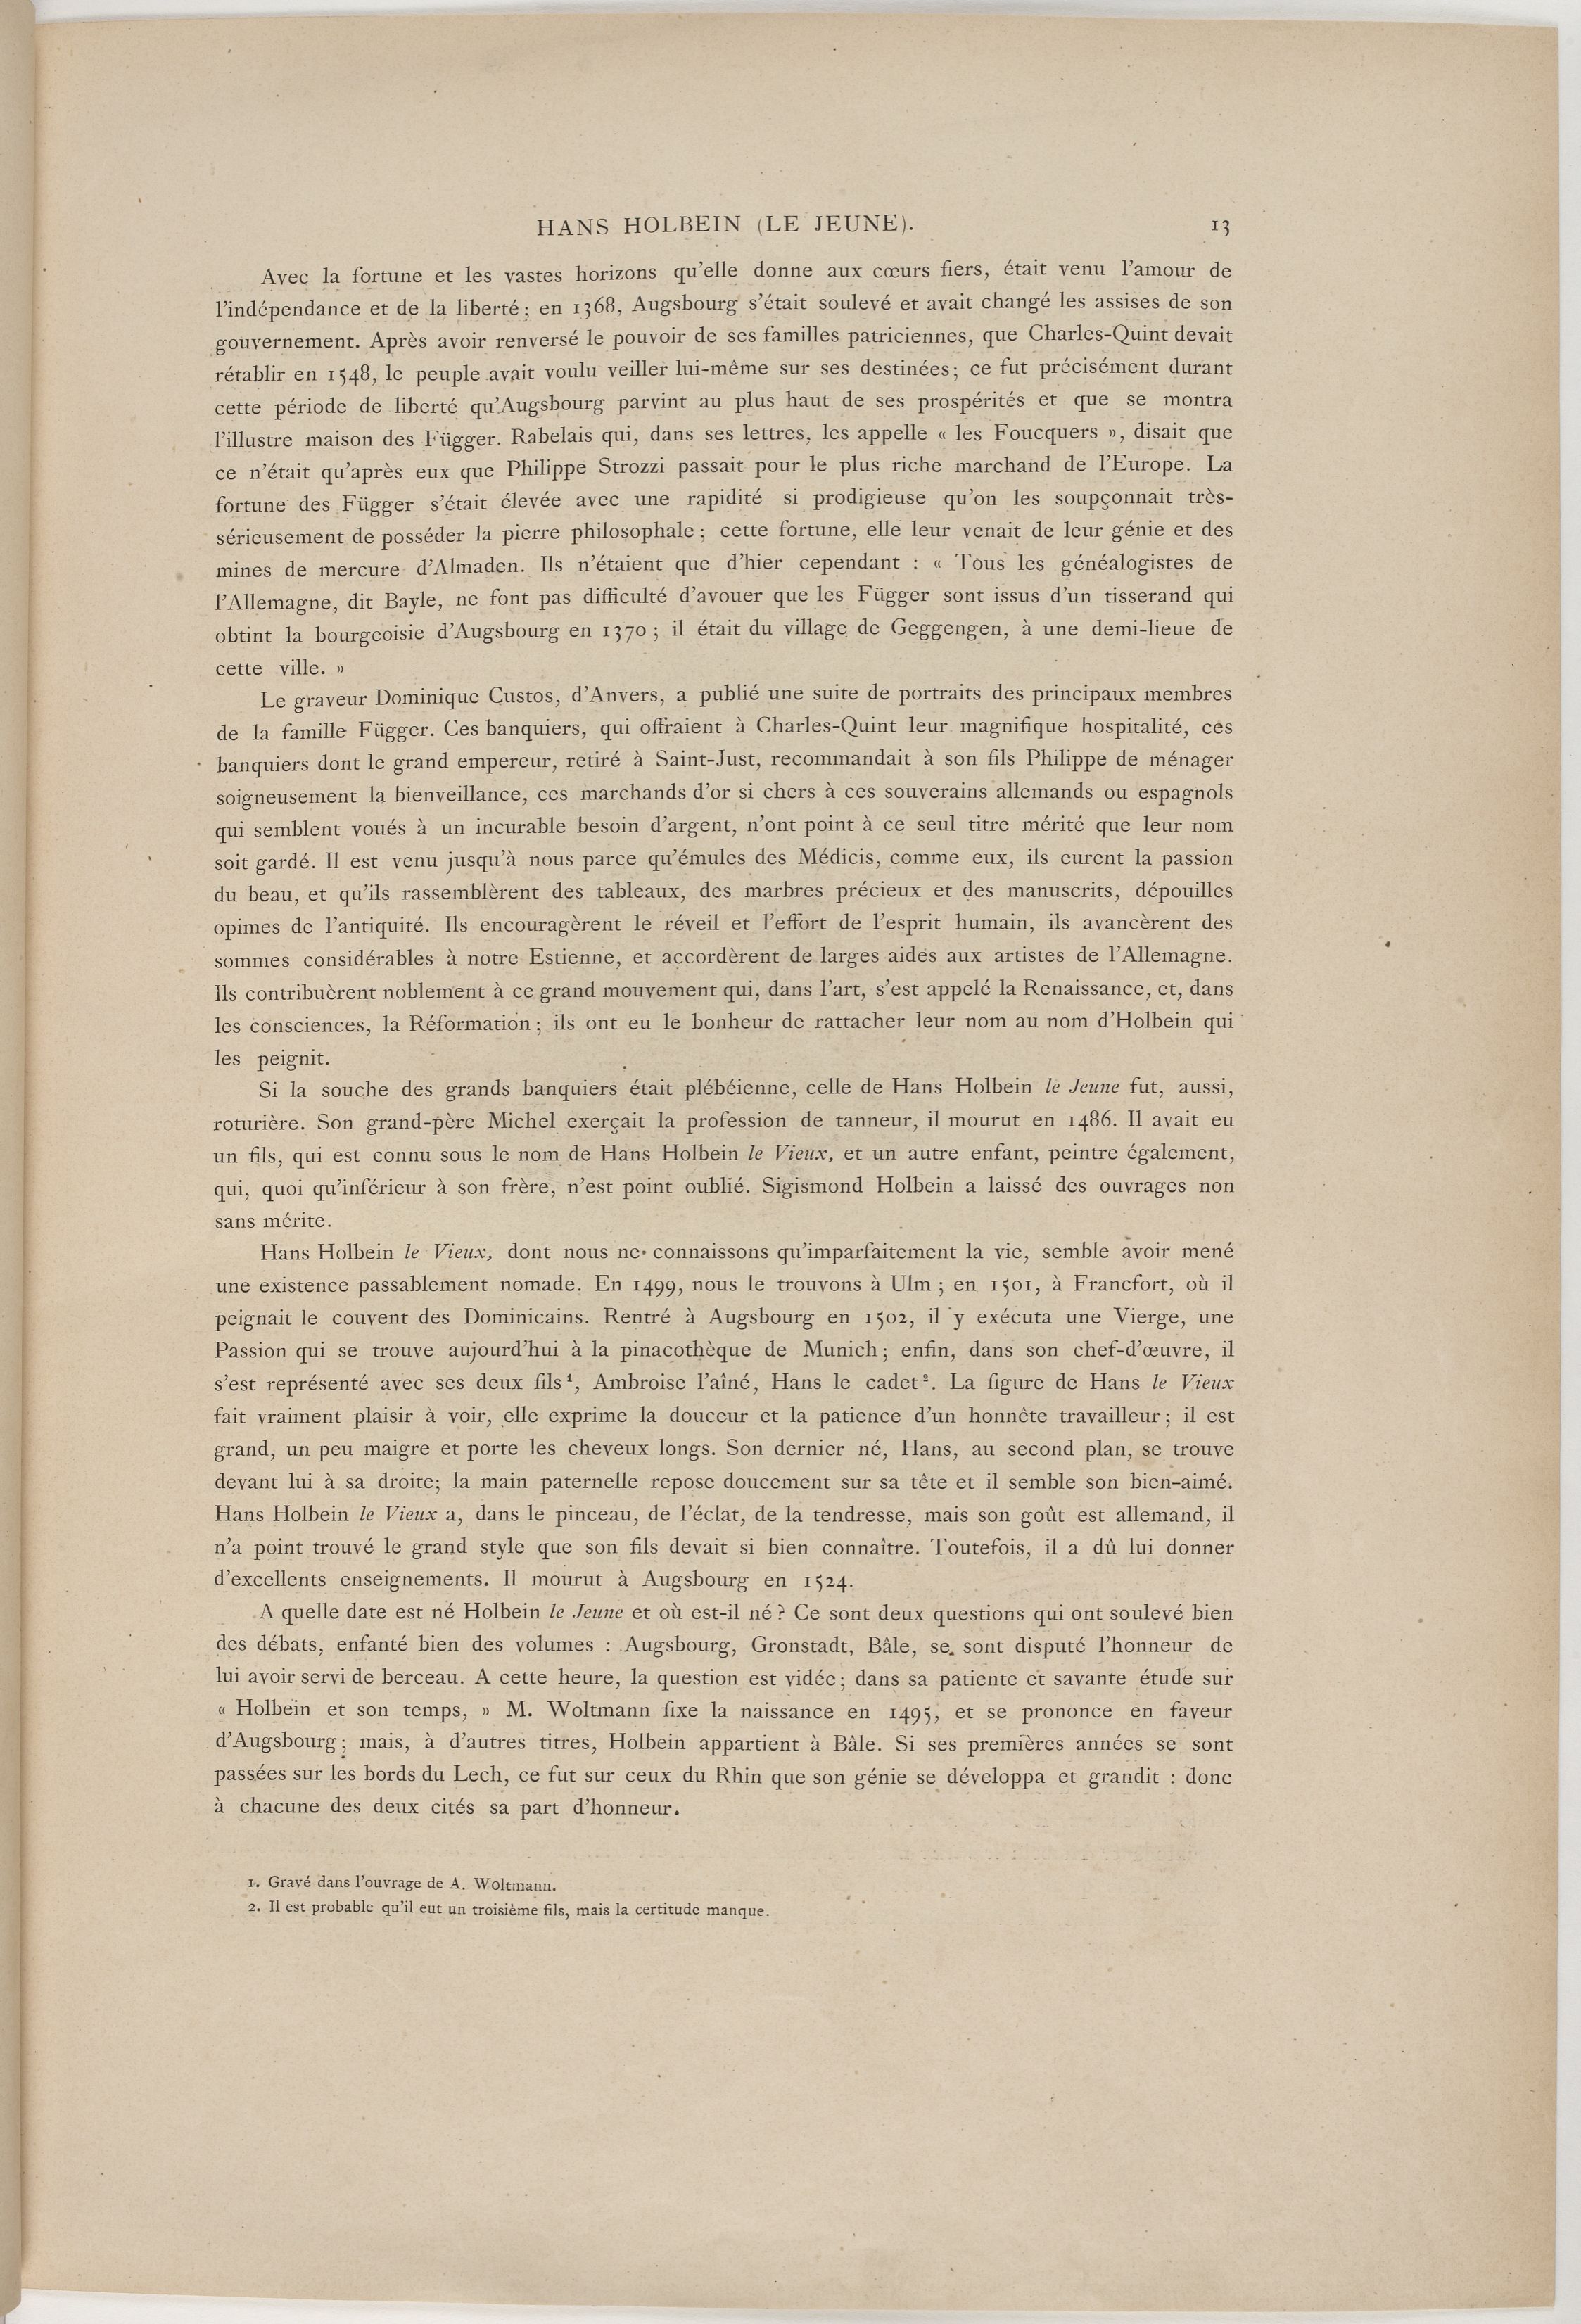 HANS HOLBEIN (LE JEUNE). 13
Avec la fortune et les vastes horizons qu'elle donne aux cœurs fiers, était venu l'amour de
l'indépendance et de la liberté ; en 1368, Augsbourg s'était soulevé et avait changé les assises de son
gouvernement. Après avoir renversé le pouvoir de ses familles patriciennes, que Charles-Quint devait
rétablir en 1548, le peuple avait voulu veiller lui-même sur ses destinées ; ce fut précisément durant
cette période de liberté qu'Augsbourg parvint au plus haut de ses prospérités et que se montra
l'illustre maison des Függer. Rabelais qui, dans ses lettres, les appelle « les Foucquers », disait que
ce n'était qu'après eux que Philippe Strozzi passait pour le plus riche marchand de l'Europe. La
fortune des Függer s'était élevée avec une rapidité si prodigieuse qu'on les soupçonnait très-
sérieusement de posséder la pierre philosophale ; cette fortune, elle leur venait de leur génie et des
mines de mercure d'Almaden. Ils n'étaient que d'hier cependant : « Tous les généalogistes de
l'Allemagne, dit Bayle, ne font pas difficulté d'avouer que les Függer sont issus d'un tisserand qui
obtint la bourgeoisie d'Augsbourg en 1370 ; il était du village de Geggengen, à une demi-lieue de
cette ville. »
Le graveur Dominique Custos, d'Anvers, a publié une suite de portraits des principaux membres
de la famille Függer. Ces banquiers, qui offraient à Charles-Quint leur magnifique hospitalité, ces
banquiers dont le grand empereur, retiré à Saint-Just, recommandait à son fils Philippe de ménager
soigneusement la bienveillance, ces marchands d'or si chers à ces souverains allemands ou espagnols
qui semblent voués à un incurable besoin d'argent, n'ont point à ce seul titre mérité que leur nom
soit gardé. Il est venu jusqu'à nous parce qu'émules des Médicis, comme eux, ils eurent la passion
du beau, et qu'ils rassemblèrent des tableaux, des marbres précieux et des manuscrits, dépouilles
opimes de l'antiquité. Ils encouragèrent le réveil et l'effort de l'esprit humain, ils avancèrent des
sommes considérables à notre Estienne, et accordèrent de larges aides aux artistes de l'Allemagne.
Ils contribuèrent noblement à ce grand mouvement qui, dans l'art, s'est appelé la Renaissance, et, dans
les consciences, la Réformation ; ils ont eu le bonheur de rattacher leur nom au nom d'Holbein qui
les peignit.
Si la souche des grands banquiers était plébéienne, celle de Hans Holbein le Jeune fut, aussi,
roturière. Son grand-père Michel exerçait la profession de tanneur, il mourut en 1486. Il avait eu
un fils, qui est connu sous le nom de Hans Holbein le Vieux, et un autre enfant, peintre également,
qui, quoi qu'inférieur à son frère, n'est point oublié. Sigismond Holbein a laissé des ouvrages non
sans mérite.
Hans Holbein le Vieux, dont nous ne connaissons qu'imparfaitement la vie, semble avoir mené
une existence passablement nomade. En 1499, nous le trouvons à Ulm ; en 1501, à Francfort, où il
peignait le couvent des Dominicains. Rentré à Augsbourg en 1502, il y exécuta une Vierge, une
Passion qui se trouve aujourd'hui à la pinacothèque de Munich ; enfin, dans son chef-d'œuvre, il
s'est représenté avec ses deux fils¹, Ambroise l'aîné, Hans le cadet². La figure de Hans le Vieux
fait vraiment plaisir à voir, elle exprime la douceur et la patience d'un honnête travailleur ; il est
grand, un peu maigre et porte les cheveux longs. Son dernier né, Hans, au second plan, se trouve
devant lui à sa droite ; la main paternelle repose doucement sur sa tête et il semble son bien-aimé.
Hans Holbein le Vieux a, dans le pinceau, de l'éclat, de la tendresse, mais son goût est allemand, il
n'a point trouvé le grand style que son fils devait si bien connaître. Toutefois, il a dû lui donner
d'excellents enseignements. Il mourut à Augsbourg en 1524.
A quelle date est né Holbein le Jeune et où est-il né ? Ce sont deux questions qui ont soulevé bien
des débats, enfanté bien des volumes : Augsbourg, Gronstadt, Bâle, se sont disputé l'honneur de
lui avoir servi de berceau. A cette heure, la question est vidée ; dans sa patiente et savante étude sur
« Holbein et son temps, » M. Woltmann fixe la naissance en 1495, et se prononce en faveur
d'Augsbourg ; mais, à d'autres titres, Holbein appartient à Bâle. Si ses premières années se sont
passées sur les bords du Lech, ce fut sur ceux du Rhin que son génie se développa et grandit : donc
à chacune des deux cités sa part d'honneur.
1. Gravé dans l'ouvrage de A. Woltmann.
2. Il est probable qu'il eut un troisième fils, mais la certitude manque.